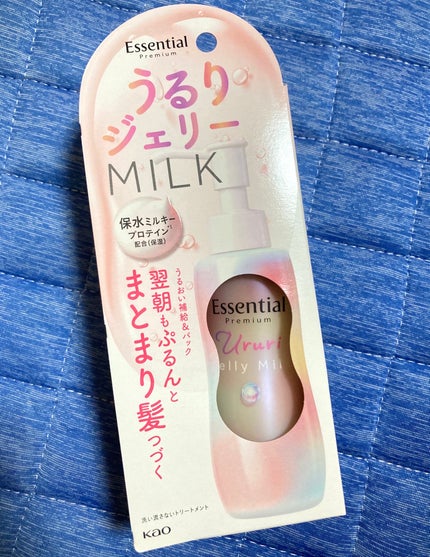 Essential
Premium
うるり
ジェリー
MILK
保水ミルキー
プロテイン*¹
配合(保湿)
うるおい補給&パック
翌朝もぷるんと
まとまり髪つづく
Essential
Premium
Ururi
elly Mil
洗い流さないトリートメント
Kao